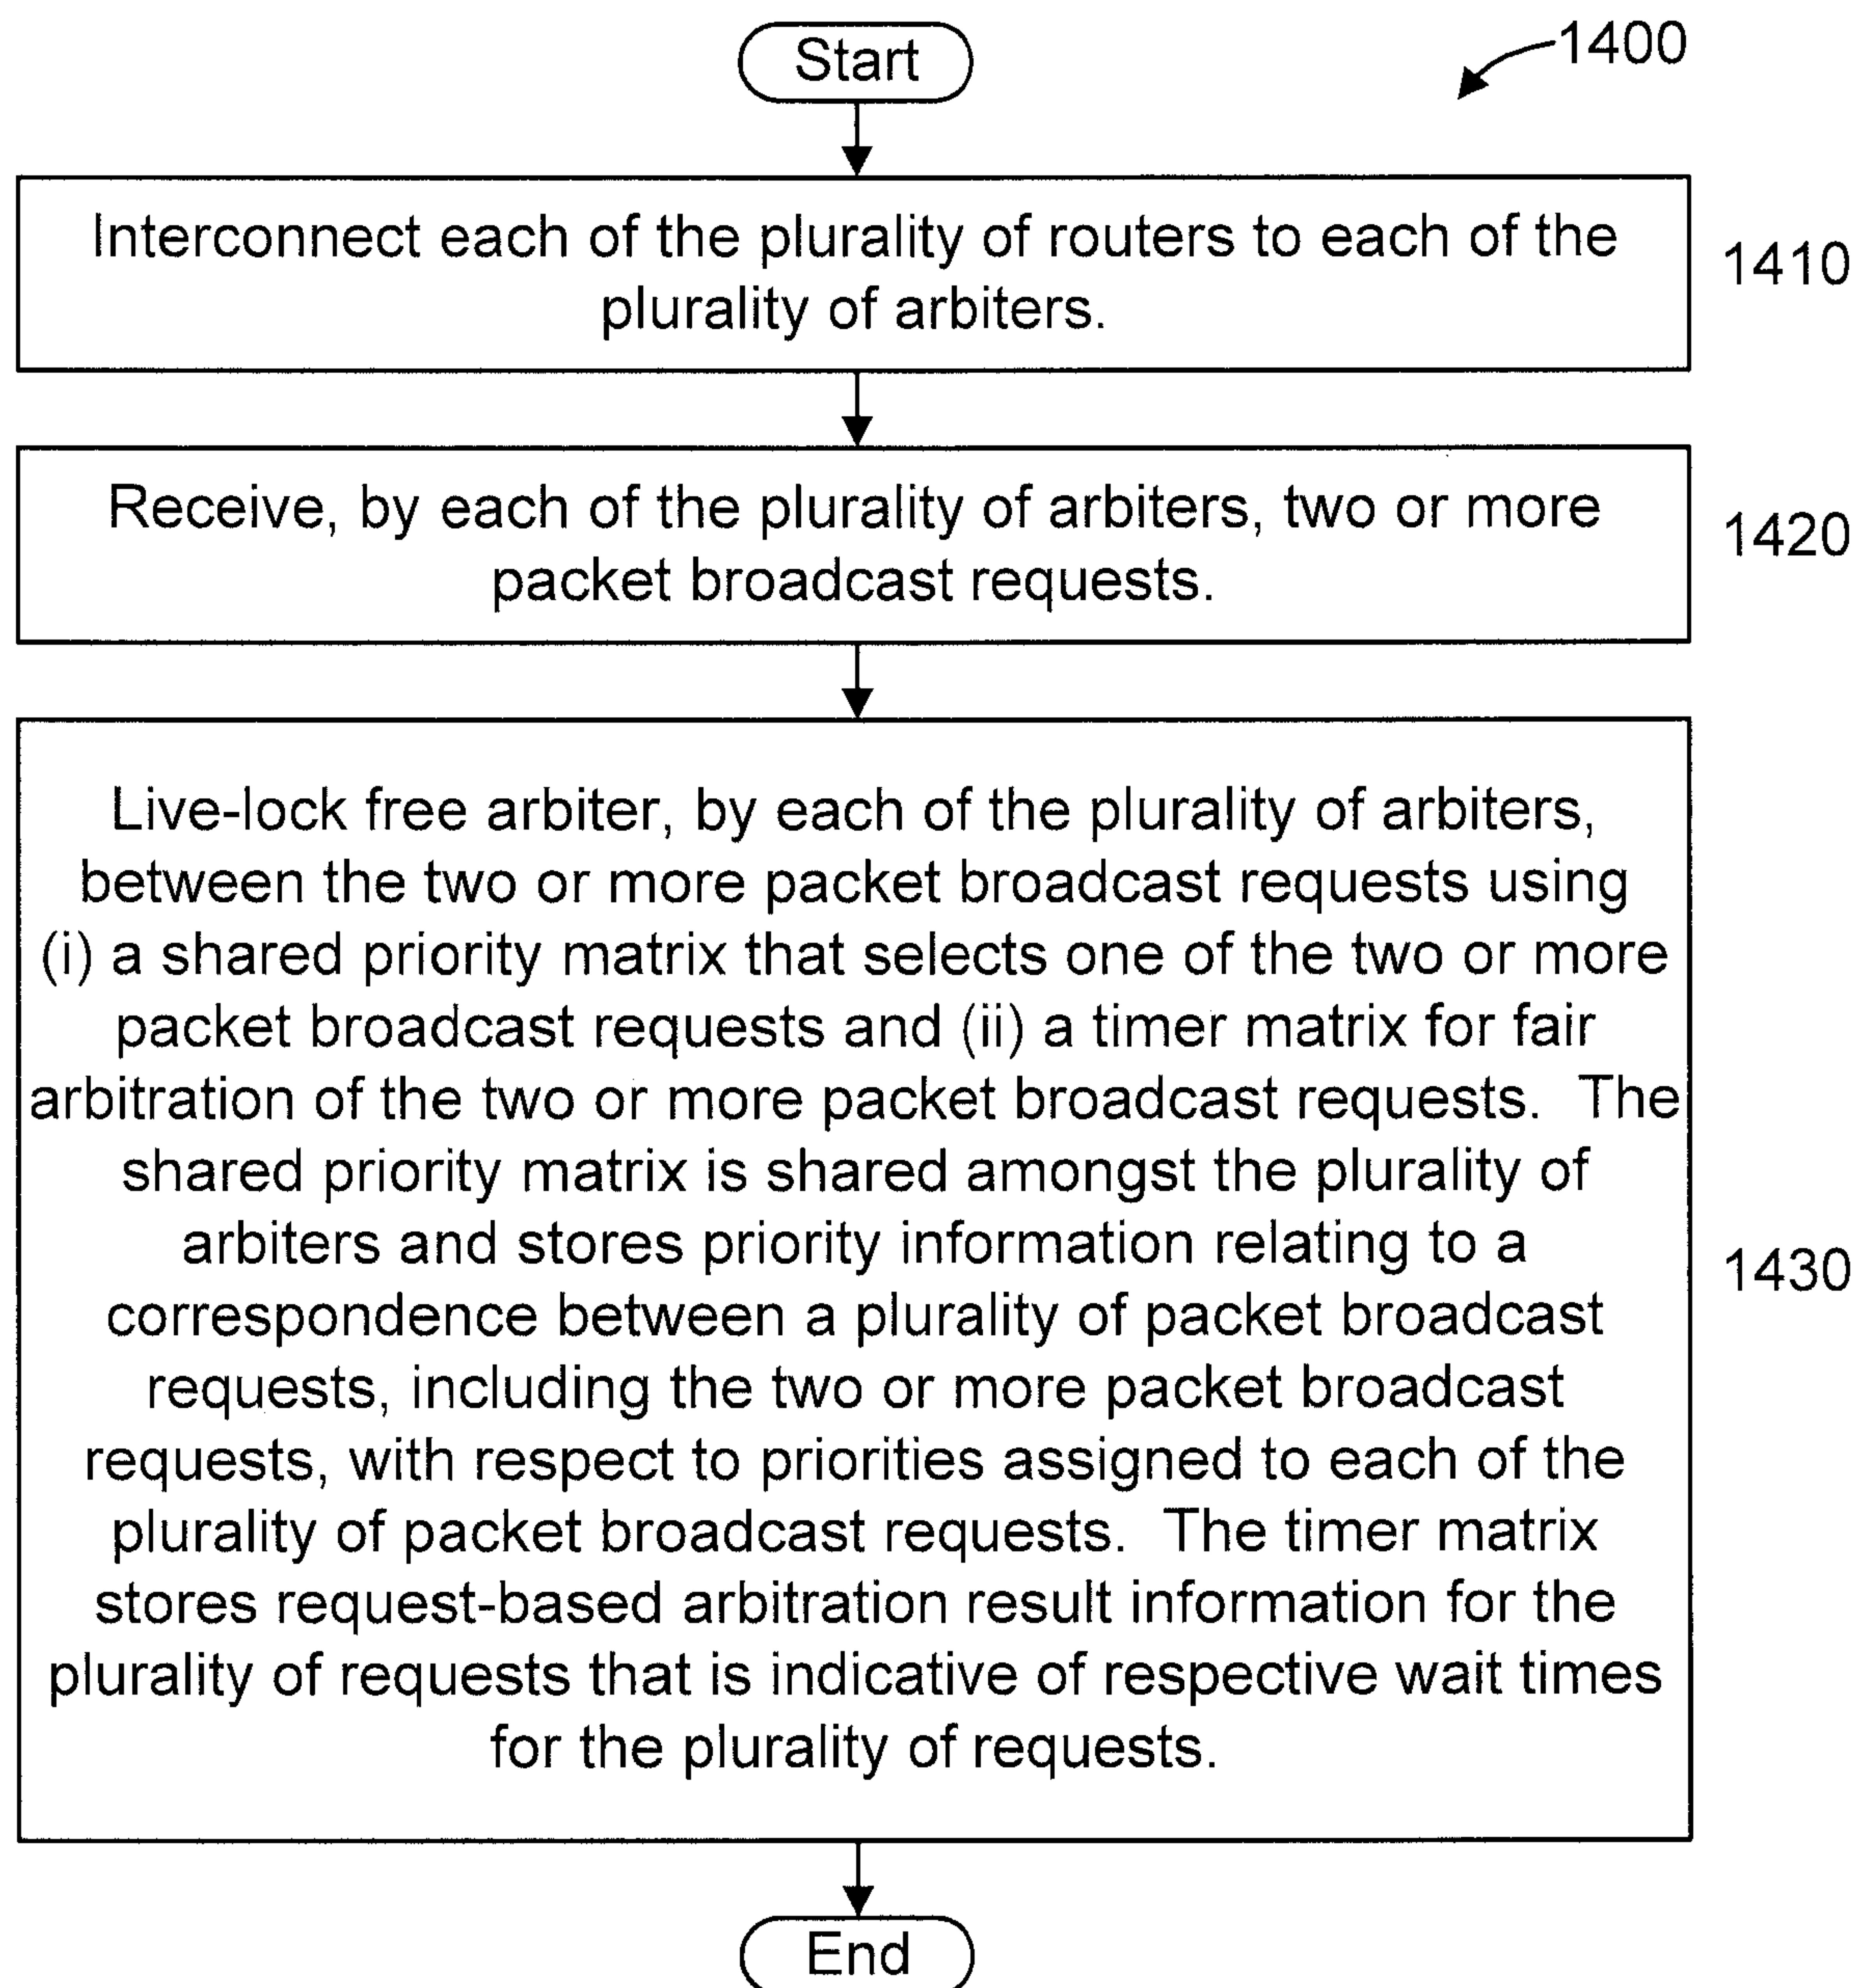 Start
1400
Interconnect each of the plurality of routers to each of the
plurality of arbiters.
1410
Receive, by each of the plurality of arbiters, two or more
packet broadcast requests.
1420
Live-lock free arbiter, by each of the plurality of arbiters,
between the two or more packet broadcast requests using
(i) a shared priority matrix that selects one of the two or more
packet broadcast requests and (ii) a timer matrix for fair
arbitration of the two or more packet broadcast requests. The
shared priority matrix is shared amongst the plurality of
arbiters and stores priority information relating to a
correspondence between a plurality of packet broadcast
requests, including the two or more packet broadcast
requests, with respect to priorities assigned to each of the
plurality of packet broadcast requests. The timer matrix
stores request-based arbitration result information for the
plurality of requests that is indicative of respective wait times
for the plurality of requests.
1430
End